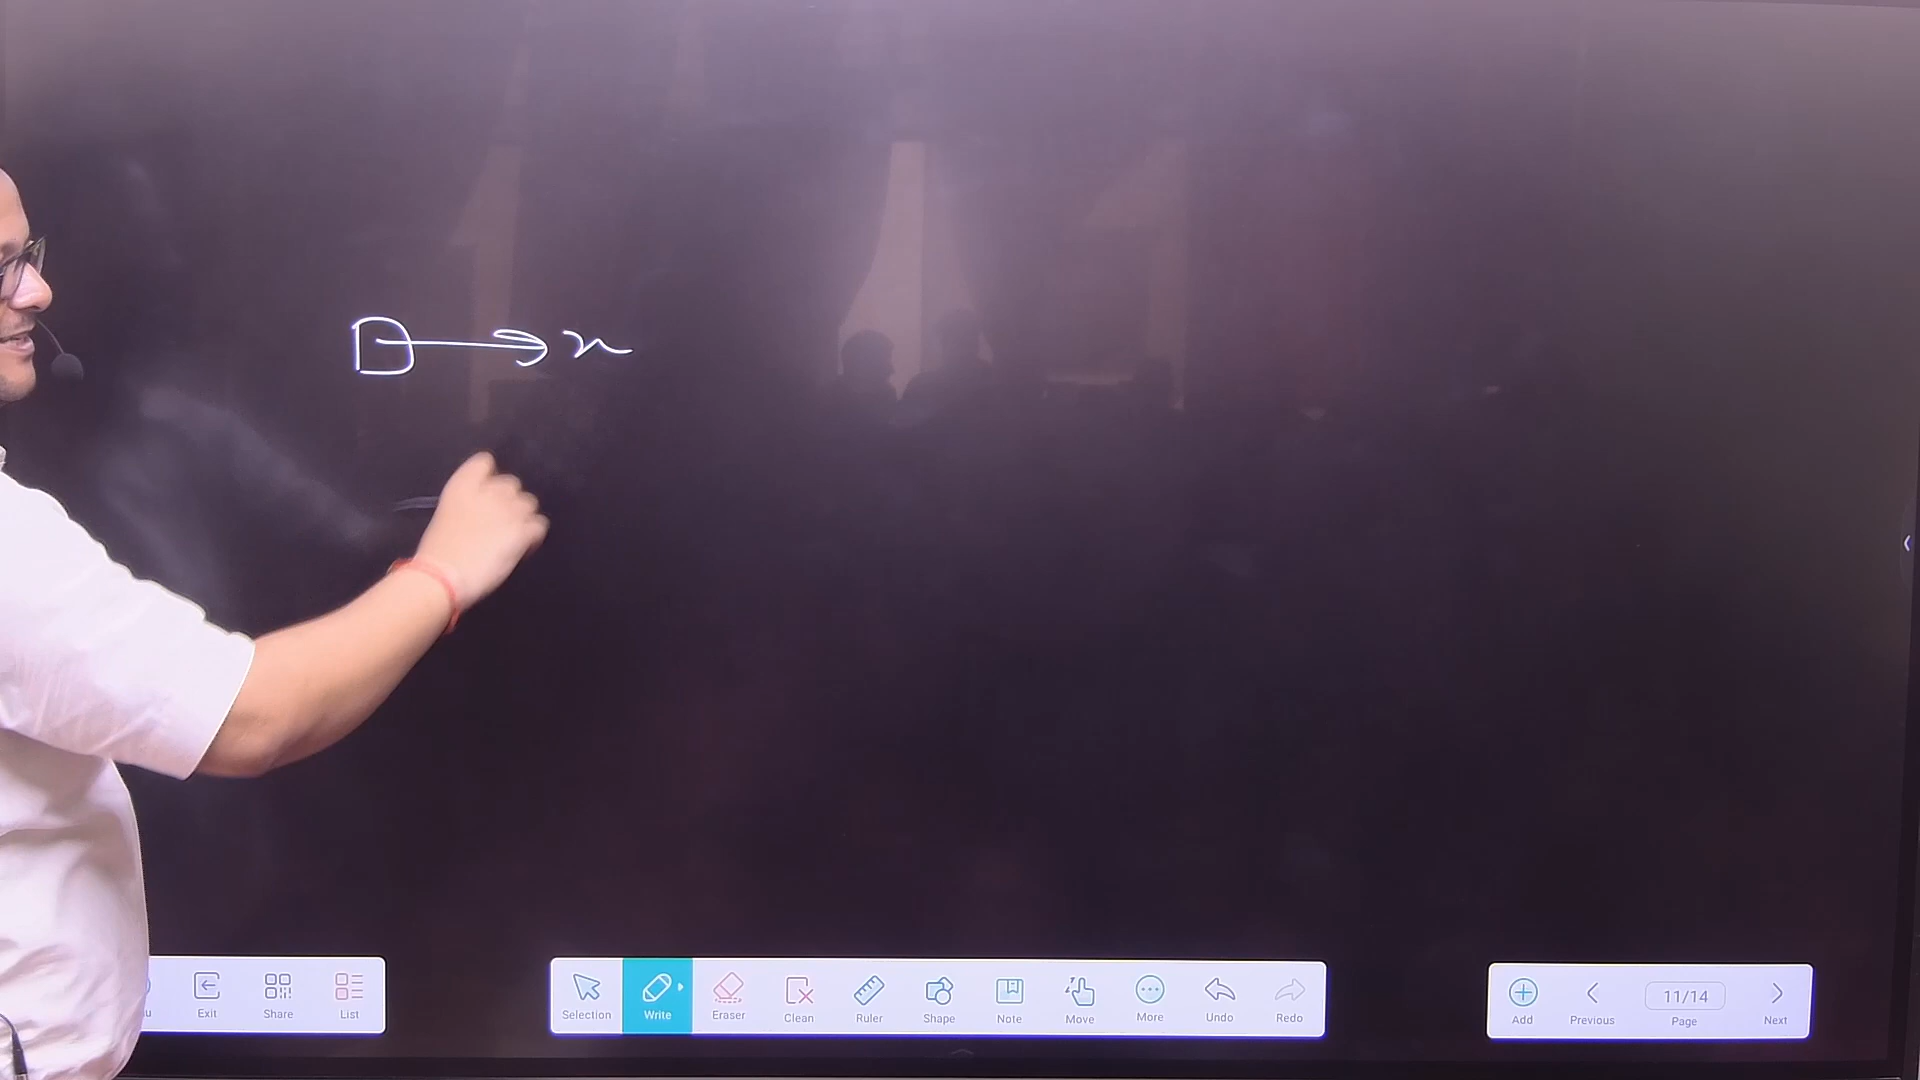 D → x
Exit
Share
List
Selection
Write
Eraser
Clean
Ruler
Shape
Note
Move
More
Undo
Redo
Add
Previous
11/14
Page
Next